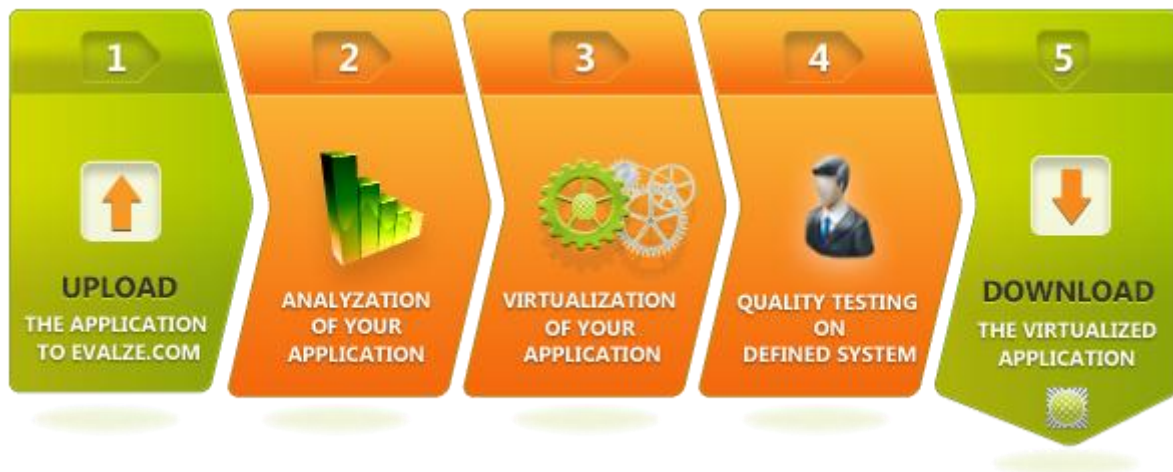 1
UPLOAD
THE APPLICATION
TO EVALZE.COM
2
ANALYZATION
OF YOUR
APPLICATION
3
VIRTUALIZATION
OF YOUR
APPLICATION
4
QUALITY TESTING
ON
DEFINED SYSTEM
5
DOWNLOAD
THE VIRTUALIZED
APPLICATION